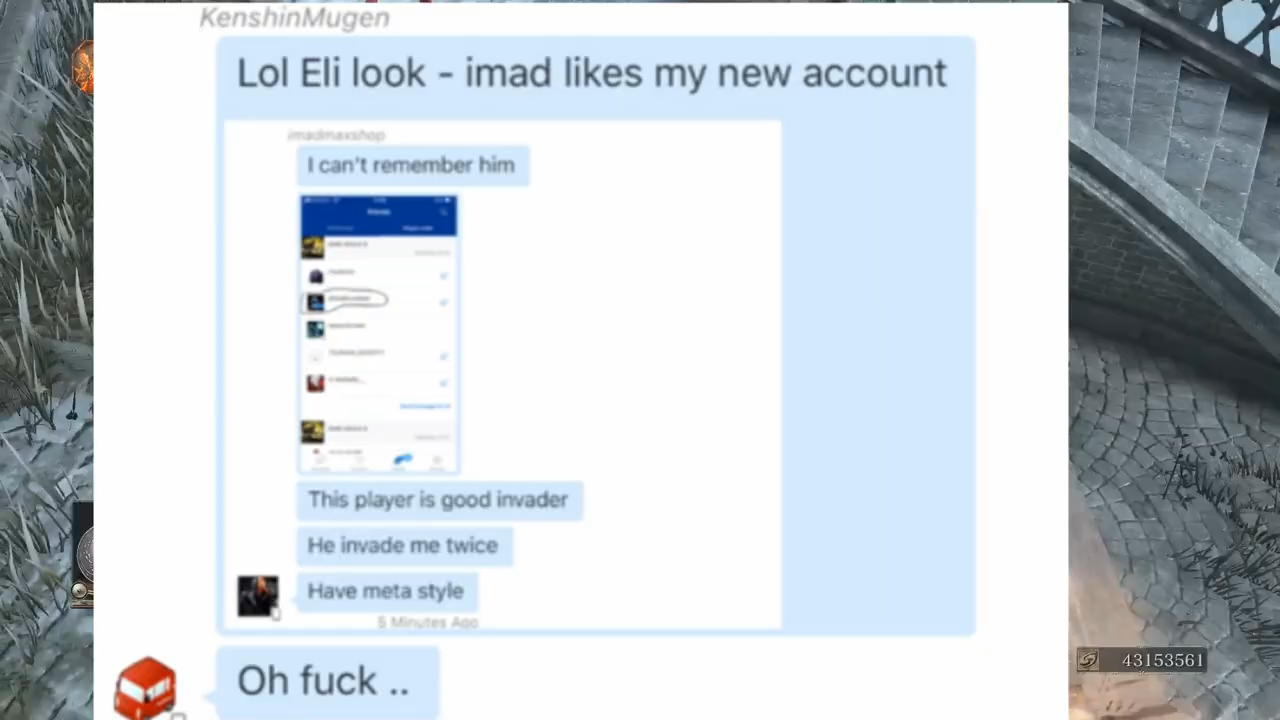 KenshinMugen
Lol Eli look - imad likes my new account
imadmaxshop
I can't remember him
This player is good invader
He invade me twice
Have meta style
5 Minutes Ago
Oh fuck ..
43153561